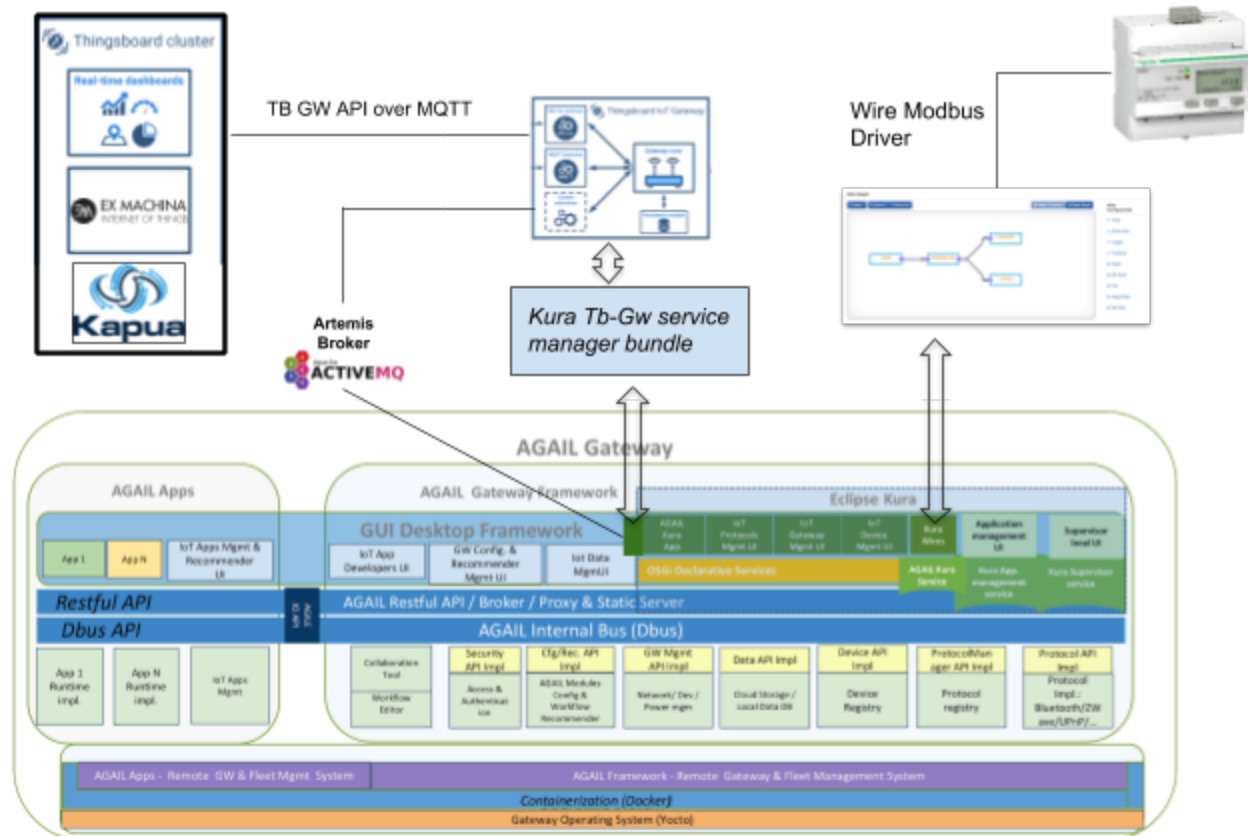 Thingsboard cluster
Real-time dashboards
EX MACHINA
INTERNET OF THINGS
Kapua
TB GW API over MQTT
Thingsboard IoT Gateway
Wire Modbus
Driver
Artemis
Broker
ACTIVEMQ
Kura Tb-Gw service
manager bundle
AGAIL Gateway
AGAIL Apps
AGAIL Gateway Framework
Eclipse Kura
GUI Desktop Framework
App 1
App N
IoT Apps Mgmt &
Recommender
UI
IoT App
Developers UI
GW Config. &
Recommender
Mgmt UI
Iot Data
MgmUI
AGAIL
Kura
App
IoT
Protocols
Mgmt UI
IoT
Gateway
Mgmt UI
IoT
Device
Mgmt UI
Kura
Wires
Application
management
UI
Supervisor
local UI
OSGi Declarative Services
AGAIL Kura
Service
Kura App.
management
service
Kura Supervisor
service
Restful API
AGAIL Restful API / Broker / Proxy & Static Server
Dbus API
AGAIL Internal Bus (Dbus)
App 1
Runtime
impl.
App N
Runtime
impl.
IoT Apps
Mgmt
Collaboration
Tool
Workflow
Editor
Security
API Impl
Access &
Authenticat
ion
Cfg/Rec. API
Impl
AGAIL Modules
Config &
Workflow
Recommender
GW Mgmt
API Impl
Network/ Dev /
Power mgm
Data API Impl
Cloud Storage /
Local Data DB
Device API
Impl
Device
Registry
ProtocolMan
ager API Impl
Protocol
registry
Protocol API
Impl
Protocol
Impl.:
Bluetooth/ZW
ave/UPnP/...
AGAIL Apps - Remote GW & Fleet Mgmt System
AGAIL Framework - Remote Gateway & Fleet Management System
Containerization (Docker)
Gateway Operating System (Yocto)